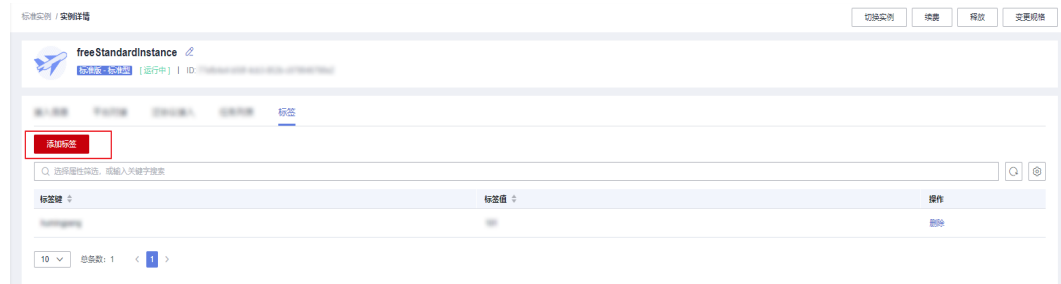 标准实例 / 实例详情
切换实例 续费 释放 变更规格
freeStandardInstance
标准版-标准型 [运行中] | ID:
标签
添加标签
选择属性筛选，或输入关键字搜索
标签键 标签值 操作
删除
10 总条数: 1 < 1 >